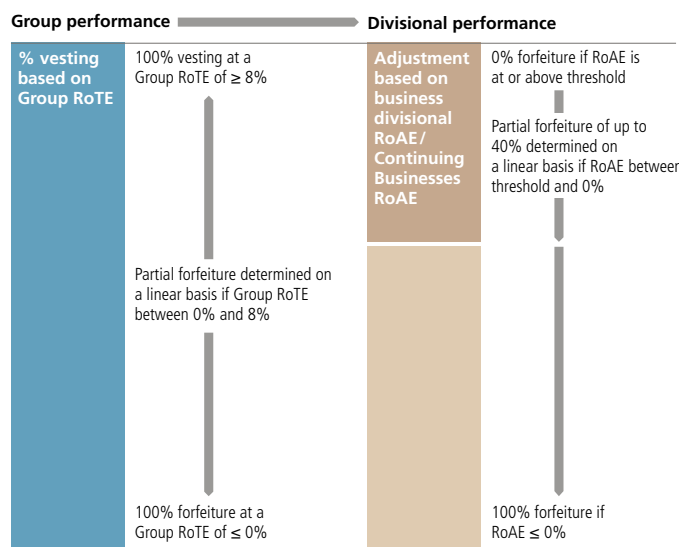 Group performance
Divisional performance
% vesting
based on
Group RoTE
100% vesting at a
Group RoTE of ≥ 8%
Partial forfeiture determined on
a linear basis if Group RoTE
between 0% and 8%
100% forfeiture at a
Group RoTE of ≤ 0%
Adjustment
based on
business
divisional
RoAE /
Continuing
Businesses
RoAE
0% forfeiture if RoAE is
at or above threshold
Partial forfeiture of up to
40% determined on
a linear basis if RoAE between
threshold and 0%
100% forfeiture if
RoAE ≤ 0%